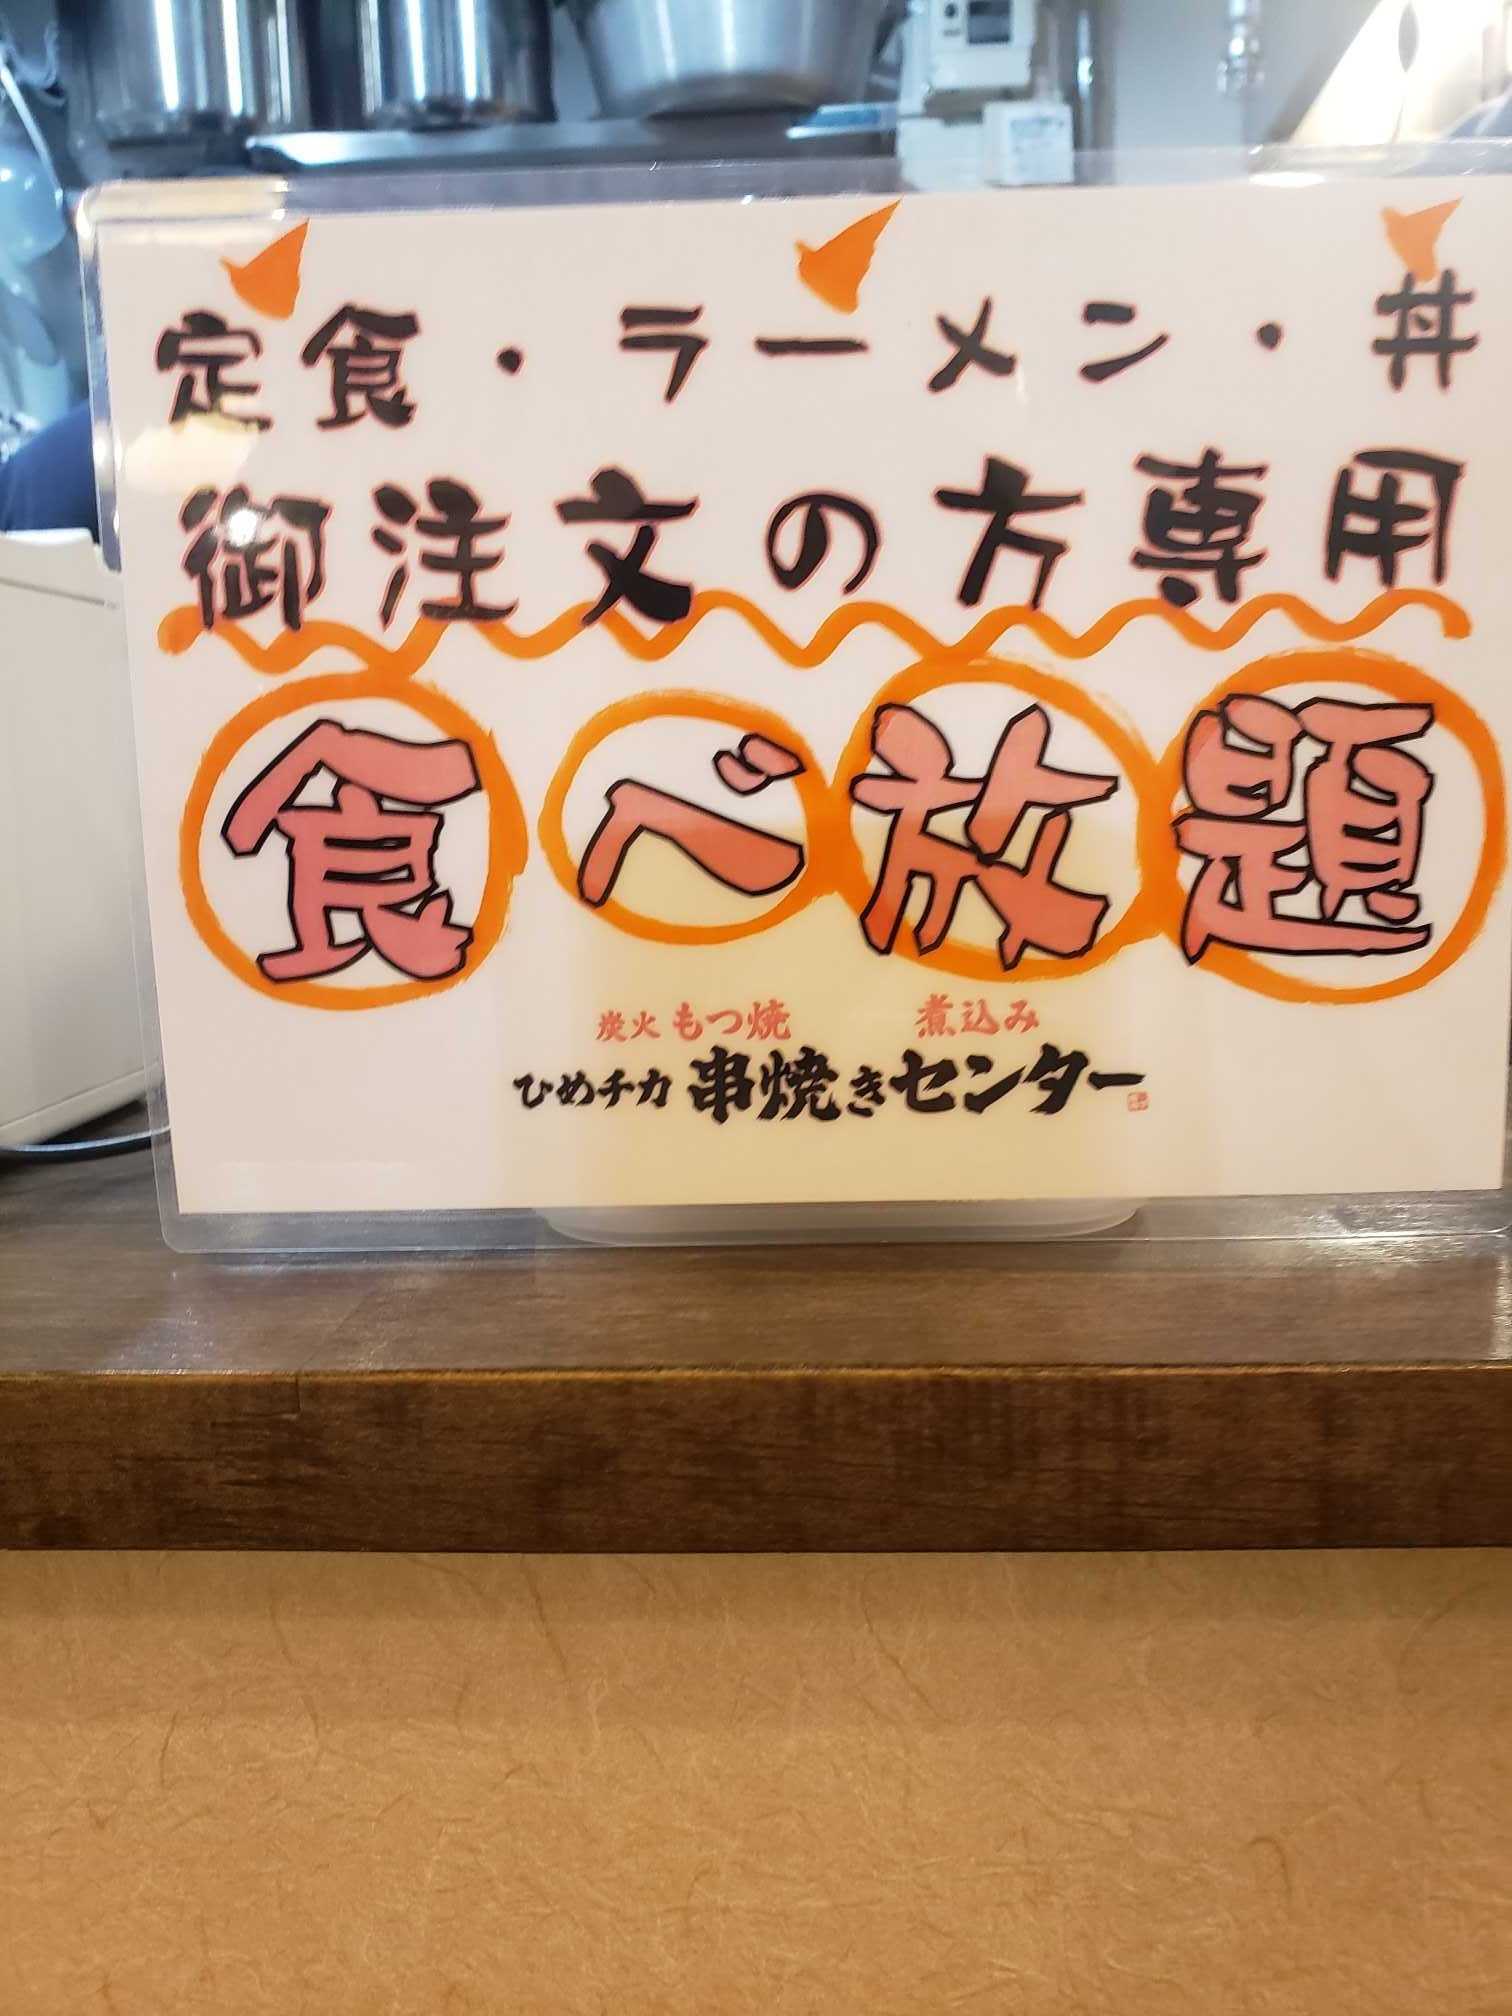 定食・ラーメン・丼
御注文の方専用
食べ放題
炭火もつ焼 煮込み
ひめチカ 串焼きセンター